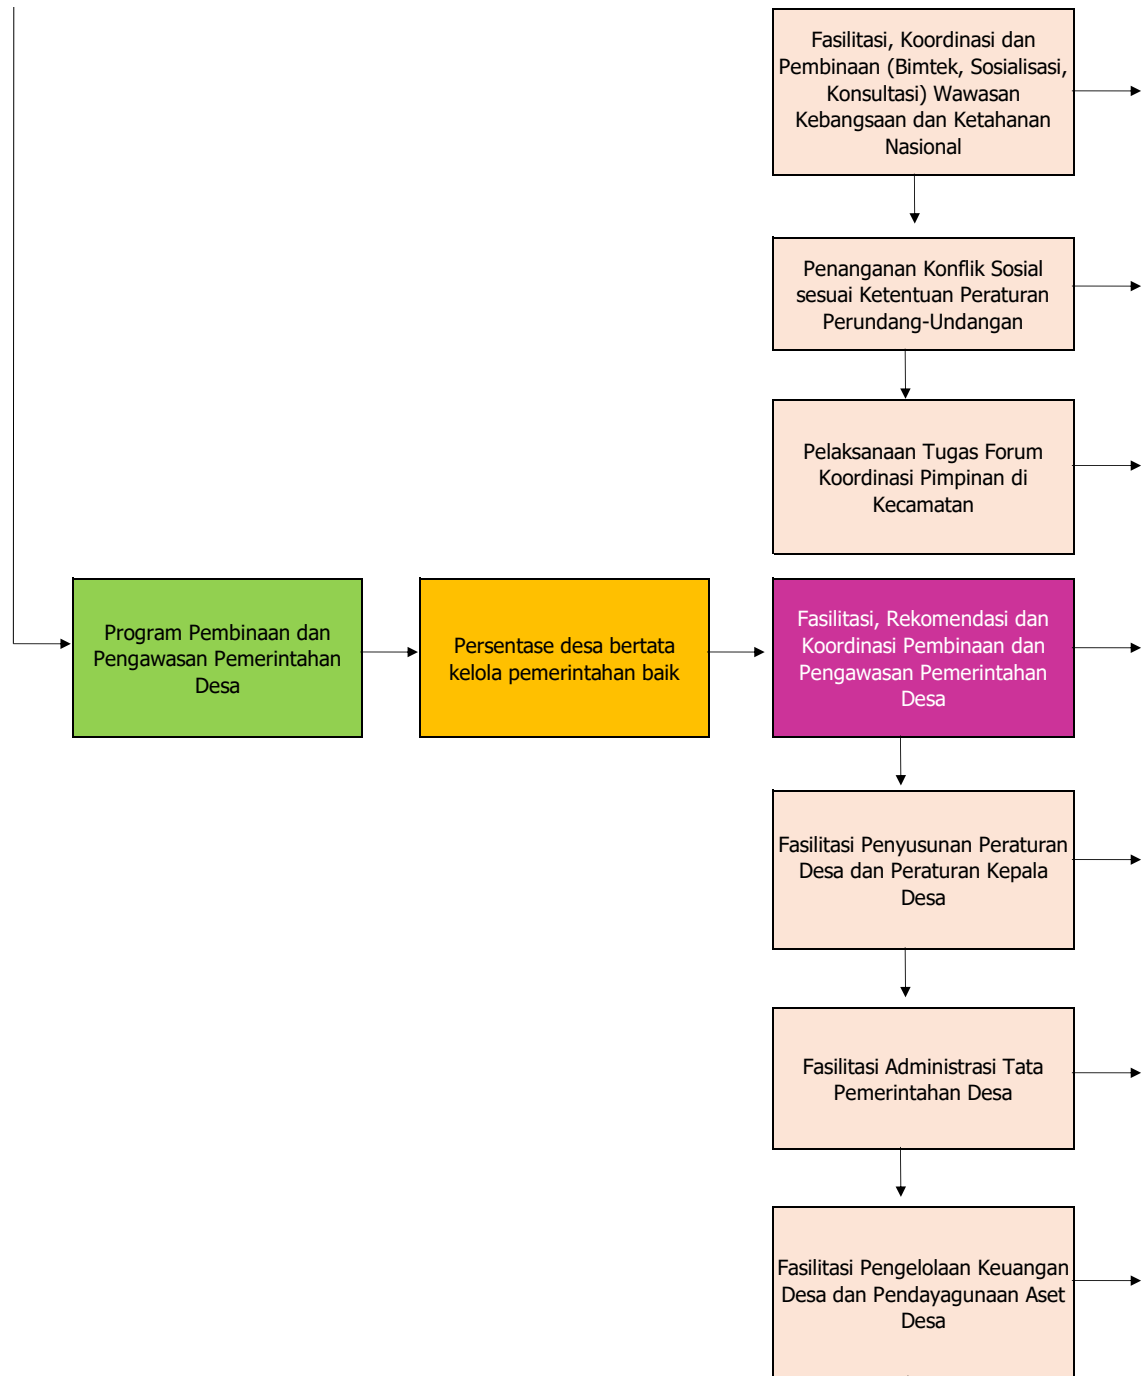 Fasilitasi, Koordinasi dan
Pembinaan (Bimtek, Sosialisasi,
Konsultasi) Wawasan
Kebangsaan dan Ketahanan
Nasional
Penanganan Konflik Sosial
sesuai Ketentuan Peraturan
Perundang-Undangan
Pelaksanaan Tugas Forum
Koordinasi Pimpinan di
Kecamatan
Program Pembinaan dan
Pengawasan Pemerintahan
Desa
Persentase desa bertata
kelola pemerintahan baik
Fasilitasi, Rekomendasi dan
Koordinasi Pembinaan dan
Pengawasan Pemerintahan
Desa
Fasilitasi Penyusunan Peraturan
Desa dan Peraturan Kepala
Desa
Fasilitasi Administrasi Tata
Pemerintahan Desa
Fasilitasi Pengelolaan Keuangan
Desa dan Pendayagunaan Aset
Desa